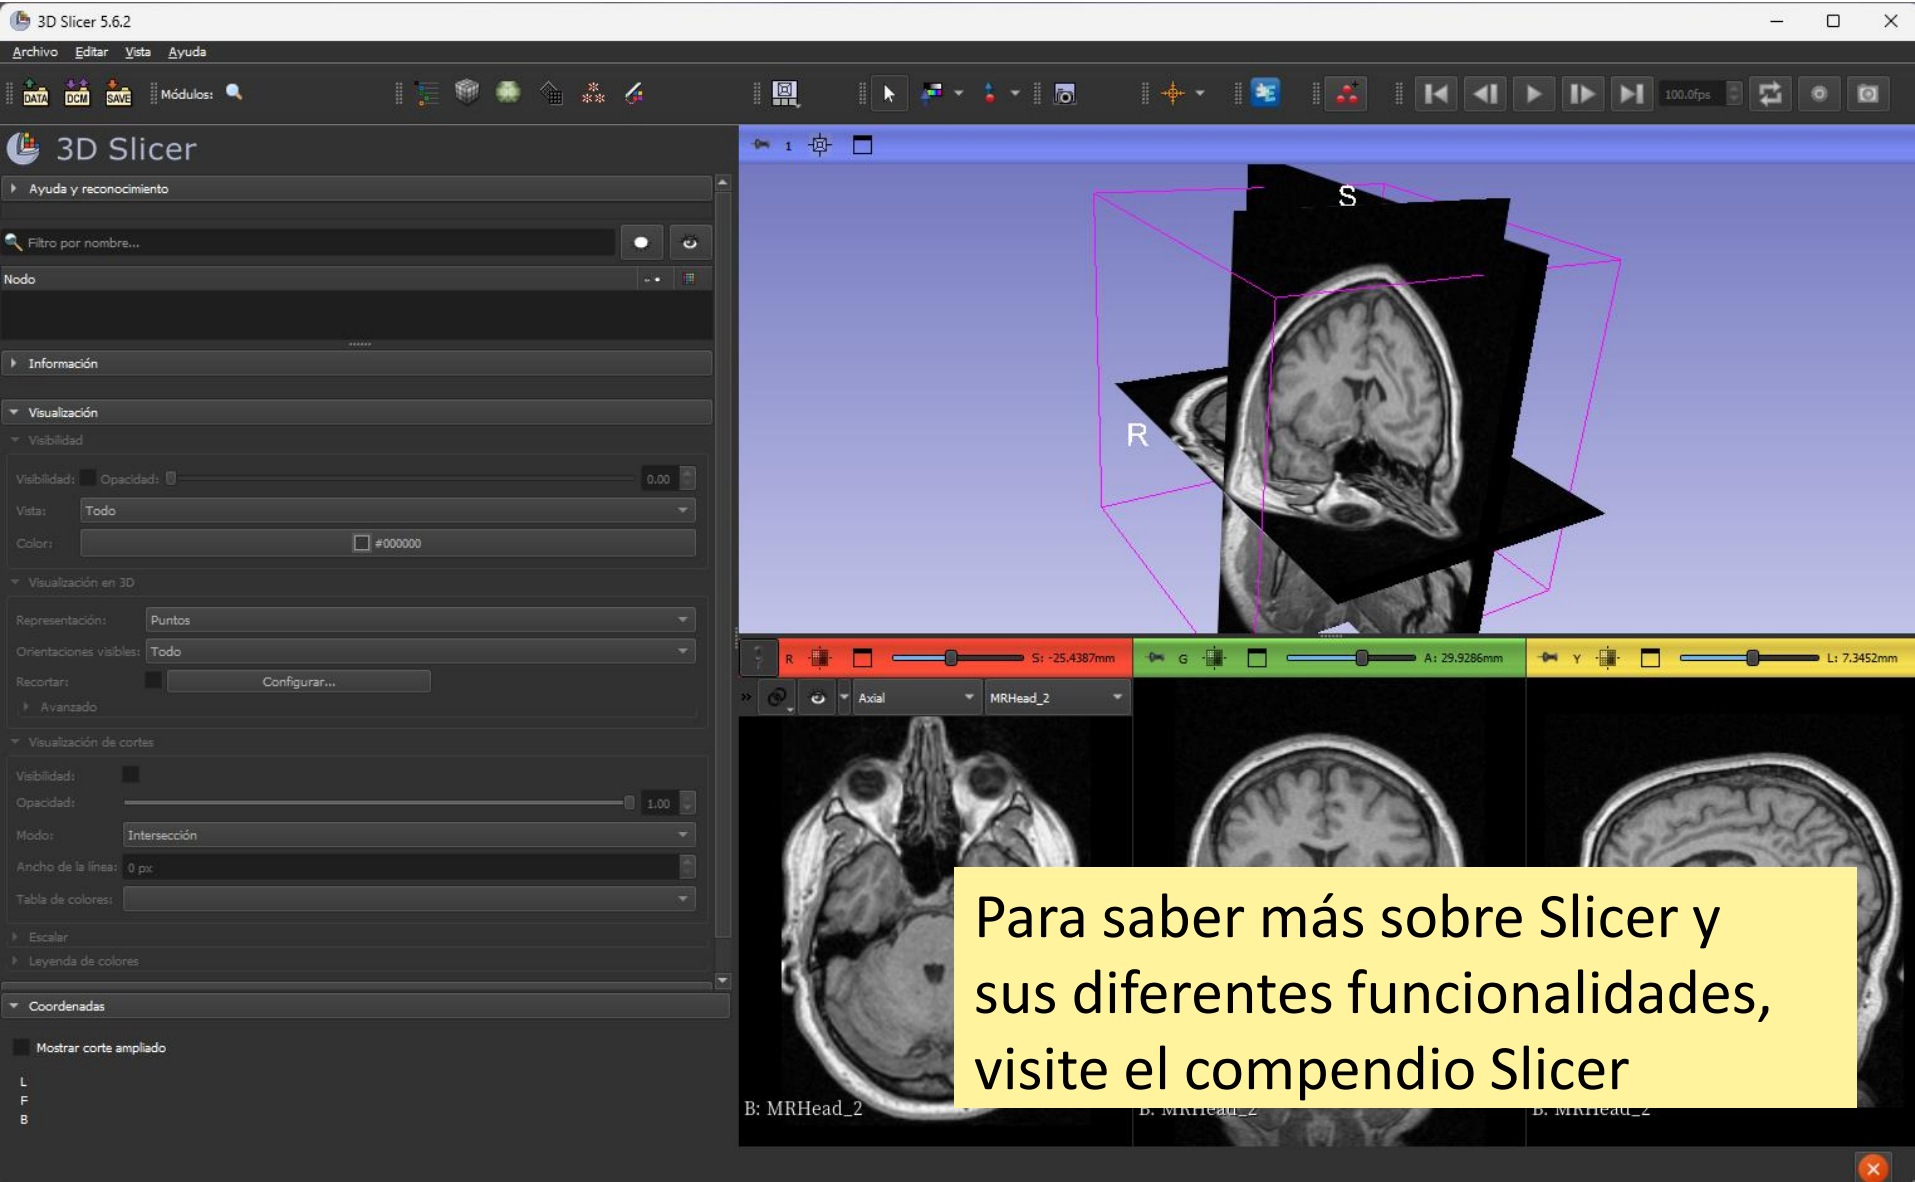 3D Slicer 5.6.2
Archivo Editar Vista Ayuda
DATA DCM SAVE Módulos: 100.0fps
3D Slicer
1
Ayuda y reconocimiento
Filtro por nombre...
Nodo
Información
Visualización
Visibilidad
Visibilidad: Opacidad: 0.00
Vista: Todo
Color: #000000
Visualización en 3D
Representación: Puntos
Orientaciones visibles: Todo
Recortar: Configurar...
Avanzado
Visualización de cortes
Visibilidad:
Opacidad: 1.00
Modo: Intersección
Ancho de la línea: 0 px
Tabla de colores:
Escalar
Leyenda de colores
Coordenadas
Mostrar corte ampliado
L
F
B
S
R
R S: -25.4387mm
G A: 29.9286mm
Y L: 7.3452mm
Axial MRHead_2
B: MRHead_2
B: MRHead_2
B: MRHead_2
Para saber más sobre Slicer y
sus diferentes funcionalidades,
visite el compendio Slicer